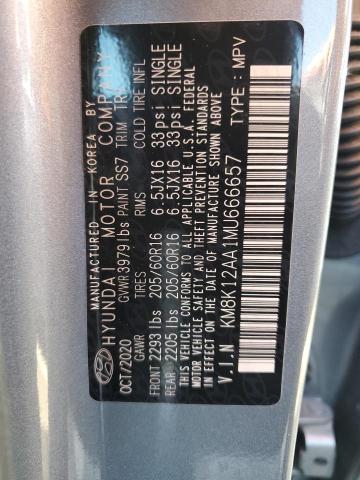 MANUFACTURED IN KOREA BY
HYUNDAI MOTOR COMPANY
OCT/2020 GVWR 3979 lbs PAINT SS7 TRIM TRY
GAWR TIRES RIMS COLD TIRE INFL
FRONT 2293 lbs 205/60R16 6.5JX16 33psi SINGLE
REAR 2205 lbs 205/60R16 6.5JX16 33psi SINGLE
THIS VEHICLE CONFORMS TO ALL APPLICABLE U.S.A. FEDERAL
MOTOR VEHICLE SAFETY AND THEFT PREVENTION STANDARDS
IN EFFECT ON THE DATE OF MANUFACTURE SHOWN ABOVE.
V.I.N KM8K12AA1MU666657 TYPE: MPV